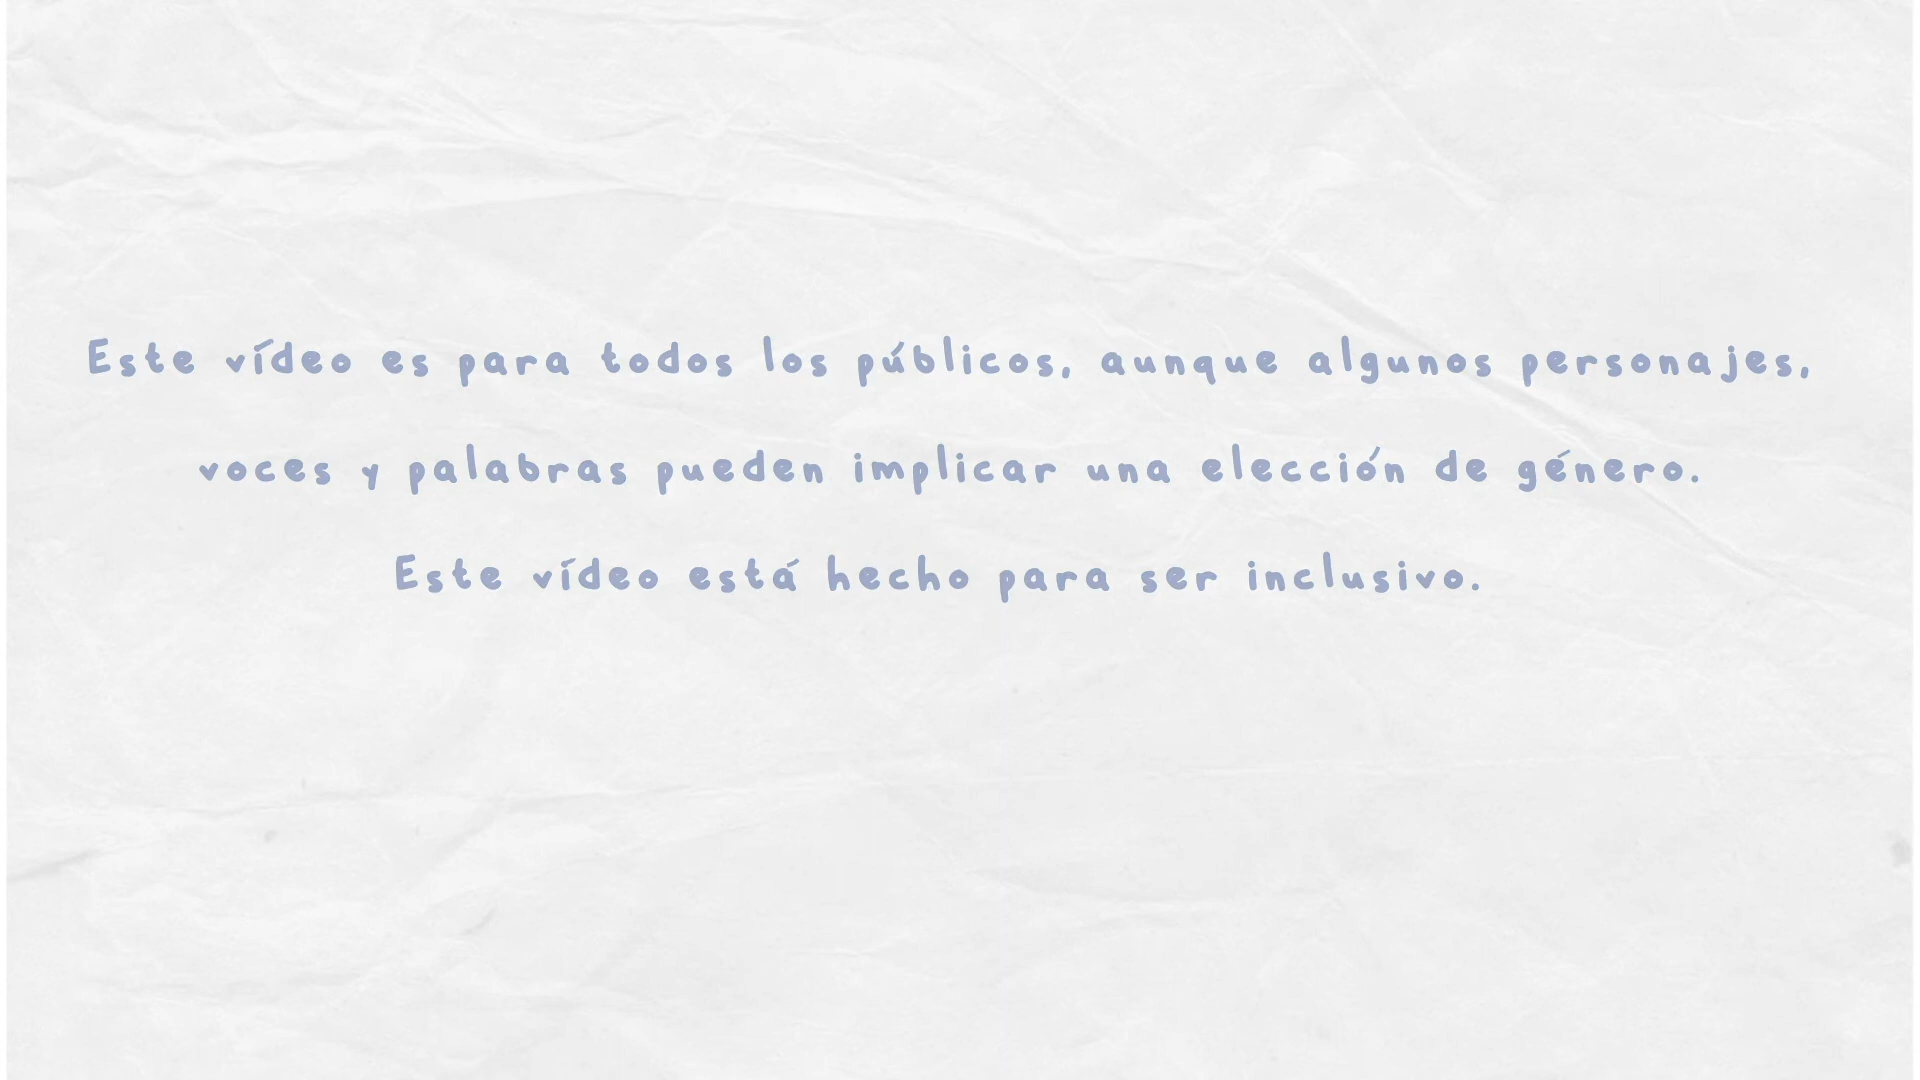 Este vídeo es para todos los públicos, aunque algunos personajes,
voces y palabras pueden implicar una elección de género.
Este vídeo está hecho para ser inclusivo.